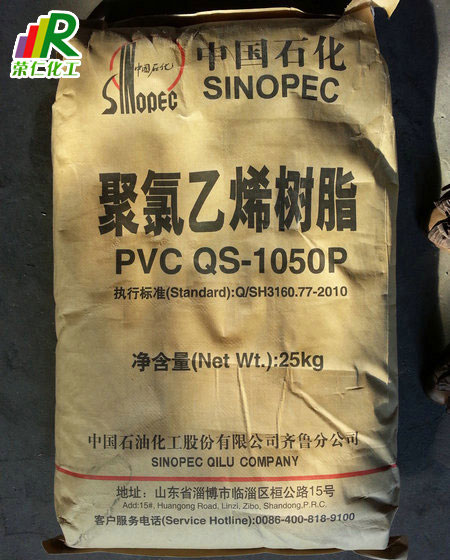 R
荣仁化工
中国石化
SINOPEC
中国石化
SINOPEC
聚氯乙烯树脂
PVC QS-1050P
执行标准(Standard):Q/SH3160.77-2010
净含量(Net Wt.):25kg
中国石油化工股份有限公司齐鲁分公司
SINOPEC QILU COMPANY
地址: 山东省淄博市临淄区桓公路15号
Add:15#, Huangong Road, Linzi, Zibo, Shandong,P.R.C.
客户服务电话(Service Hotline):0086-400-818-9100